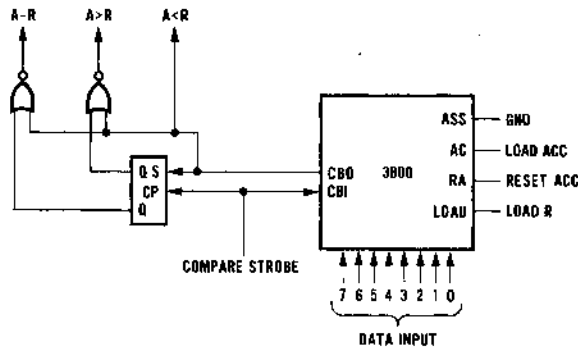 A-R A>R A<R
ASS GND
AC LOAD ACC
RA RESET ACC
LOAD LOAD R
CBO 3800
CBI
Q S
CP
Q
COMPARE STROBE
7 6 5 4 3 2 1 0
DATA INPUT